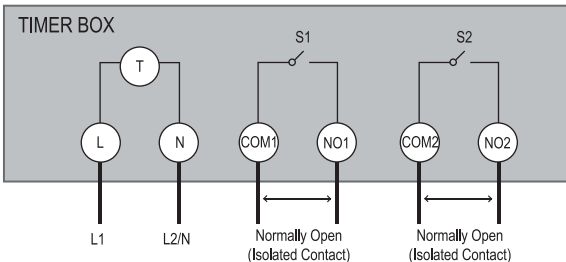 TIMER BOX
S1
S2
T
L
N
COM1
NO1
COM2
NO2
L1
L2/N
Normally Open
(Isolated Contact)
Normally Open
(Isolated Contact)